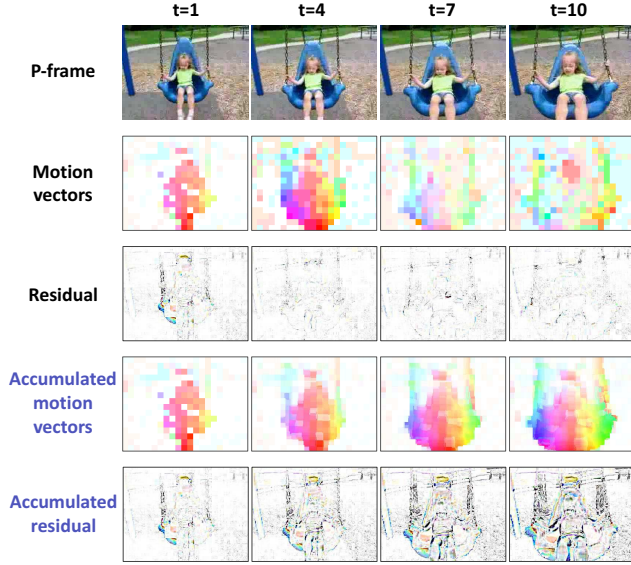 t=1 t=4 t=7 t=10
P-frame
Motion
vectors
Residual
Accumulated
motion
vectors
Accumulated
residual